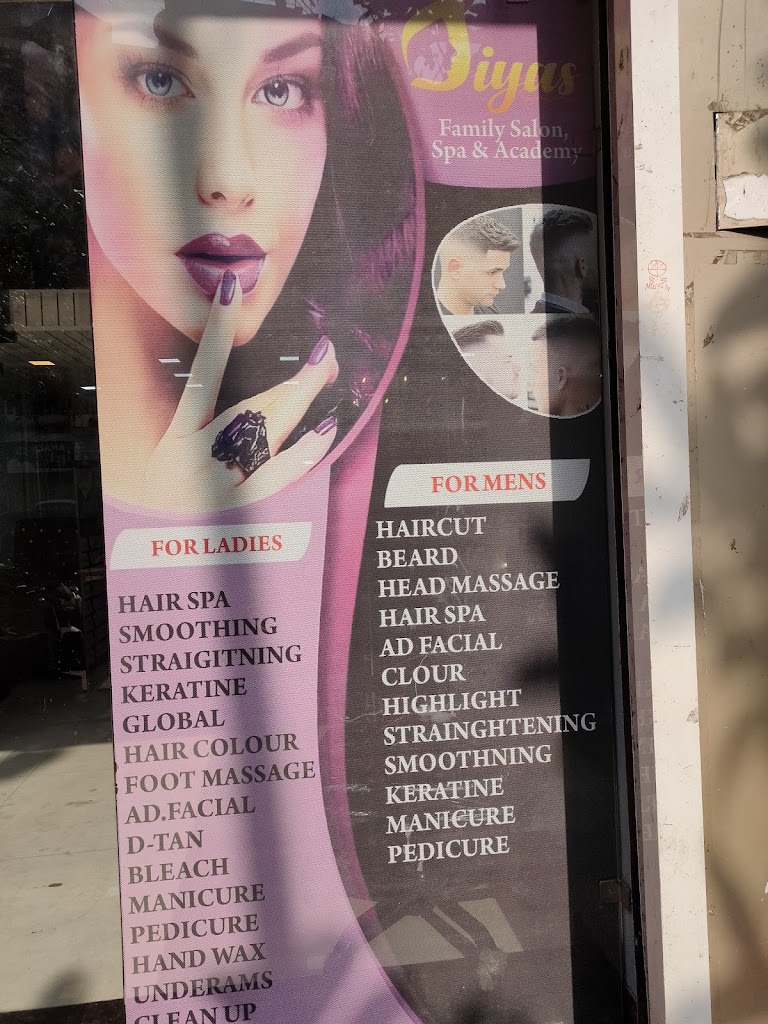 Diyas
Family Salon,
Spa & Academy
FOR LADIES
HAIR SPA
SMOOTHING
STRAIGITNING
KERATINE
GLOBAL
HAIR COLOUR
FOOT MASSAGE
AD.FACIAL
D-TAN
BLEACH
MANICURE
PEDICURE
HAND WAX
UNDERAMS
CLEAN UP
FOR MENS
HAIRCUT
BEARD
HEAD MASSAGE
HAIR SPA
AD FACIAL
CLOUR
HIGHLIGHT
STRAINGHTENING
SMOOTHNING
KERATINE
MANICURE
PEDICURE